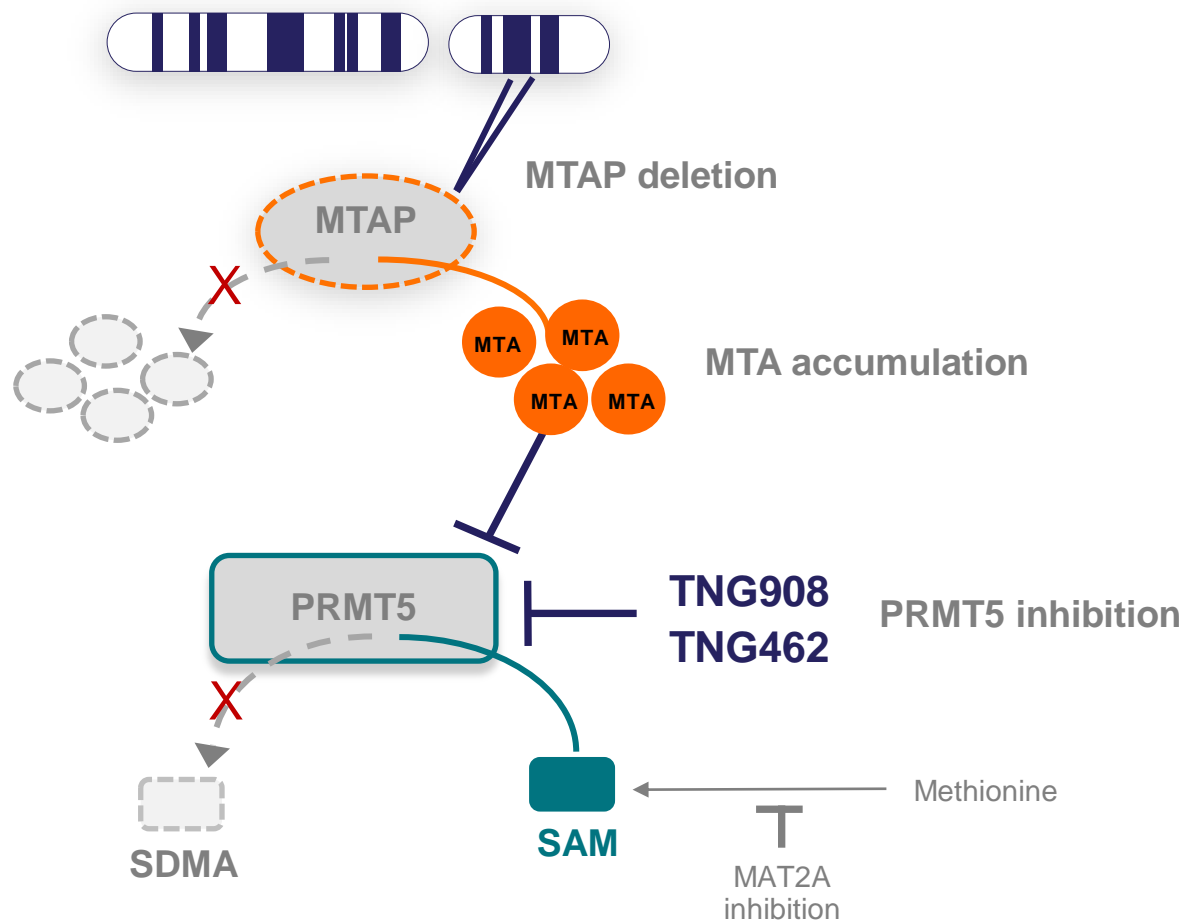 MTAP deletion
MTAP
X
MTA
MTA
MTA
MTA
MTA accumulation
PRMT5
TNG908
TNG462
PRMT5 inhibition
X
Methionine
SAM
SDMA
MAT2A
inhibition